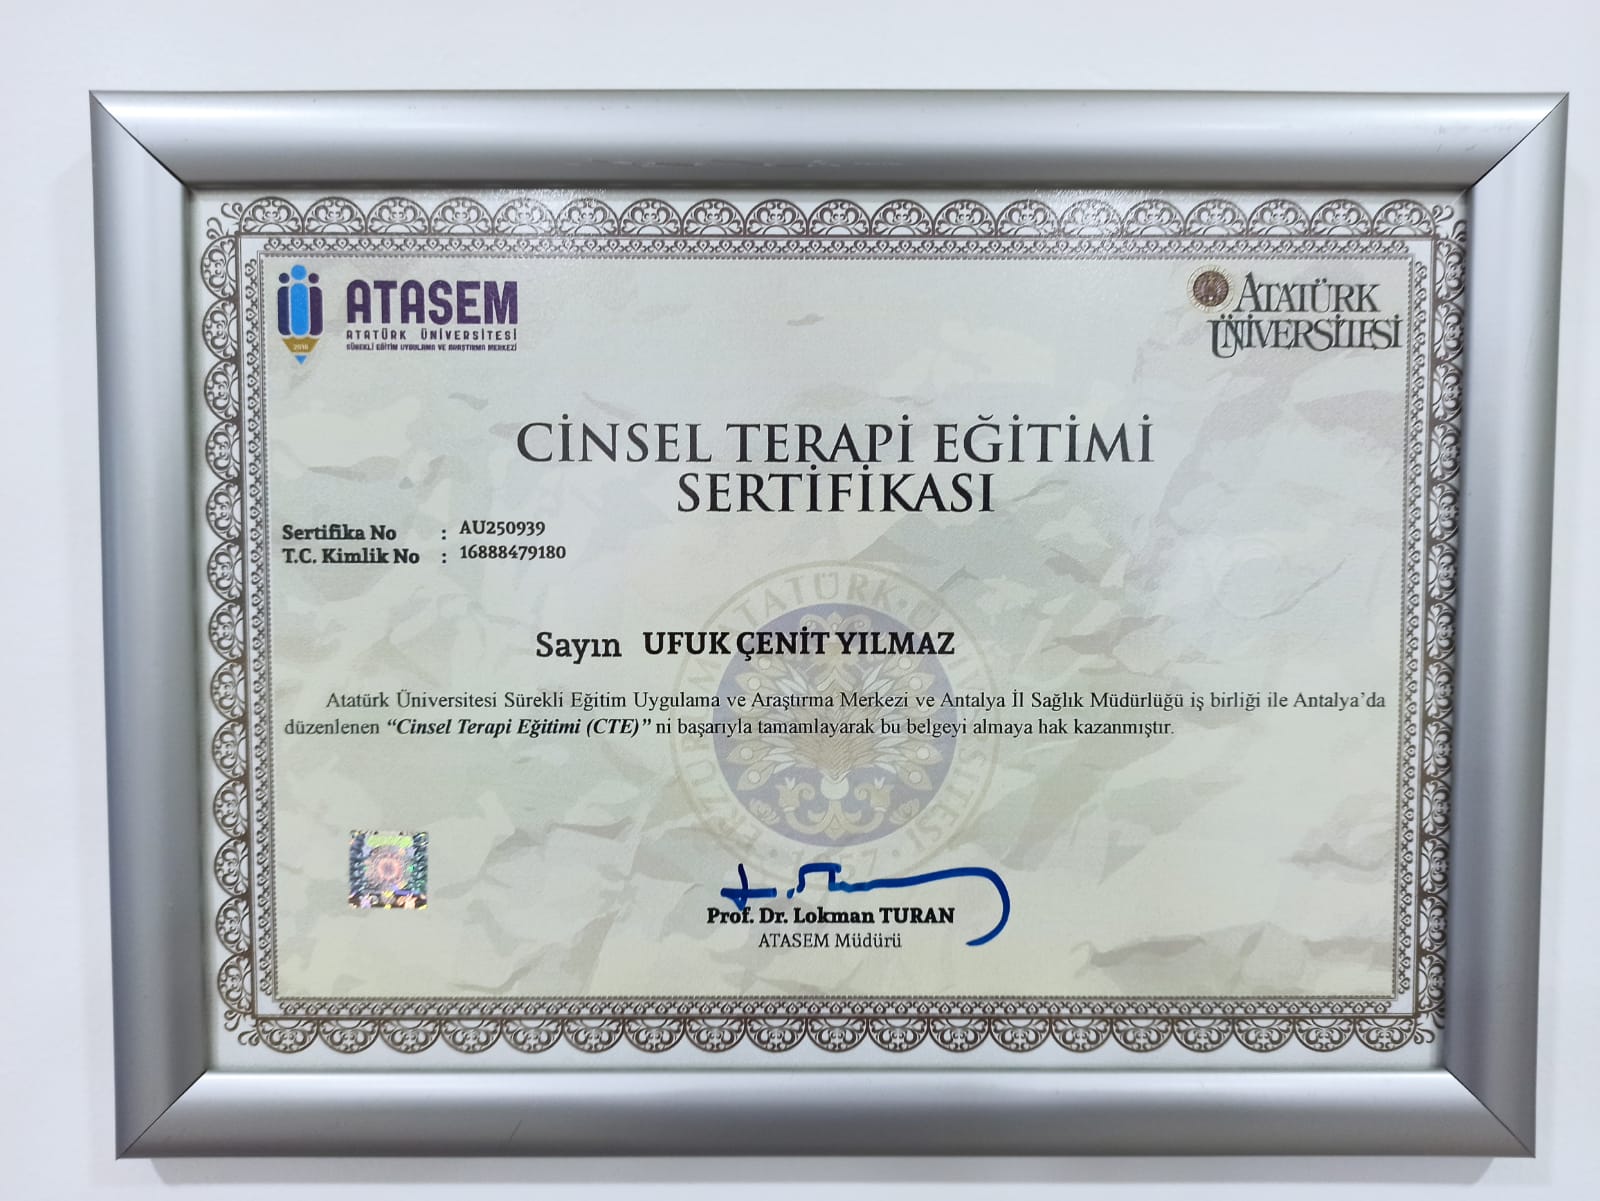 ATASEM
ATATÜRK ÜNİVERSİTESİ
SÜREKLİ EĞİTİM UYGULAMA VE ARAŞTIRMA MERKEZİ
ATATÜRK
ÜNİVERSİTESİ
CİNSEL TERAPİ EĞİTİMİ
SERTİFİKASI
Sertifika No : AU250939
T.C. Kimlik No : 16888479180
Sayın UFUK ÇENİT YILMAZ
Atatürk Üniversitesi Sürekli Eğitim Uygulama ve Araştırma Merkezi ve Antalya İl Sağlık Müdürlüğü iş birliği ile Antalya’da
düzenlenen “Cinsel Terapi Eğitimi (CTE)” ni başarıyla tamamlayarak bu belgeyi almaya hak kazanmıştır.
Prof. Dr. Lokman TURAN
ATASEM Müdürü